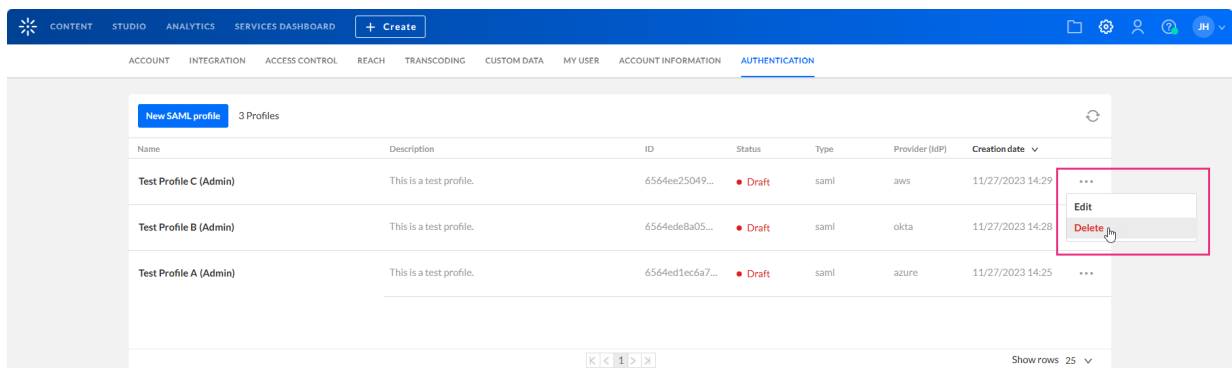 CONTENT STUDIO ANALYTICS SERVICES DASHBOARD + Create JH
ACCOUNT INTEGRATION ACCESS CONTROL REACH TRANSCODING CUSTOM DATA MY USER ACCOUNT INFORMATION AUTHENTICATION
New SAML profile 3 Profiles
Name Description ID Status Type Provider (IdP) Creation date
Test Profile C (Admin) This is a test profile. 6564ee25049... Draft saml aws 11/27/2023 14:29
Edit
Test Profile B (Admin) This is a test profile. 6564ede8a05... Draft saml okta 11/27/2023 14:28 Delete
Test Profile A (Admin) This is a test profile. 6564ed1ec6a7... Draft saml azure 11/27/2023 14:25
1 Show rows 25